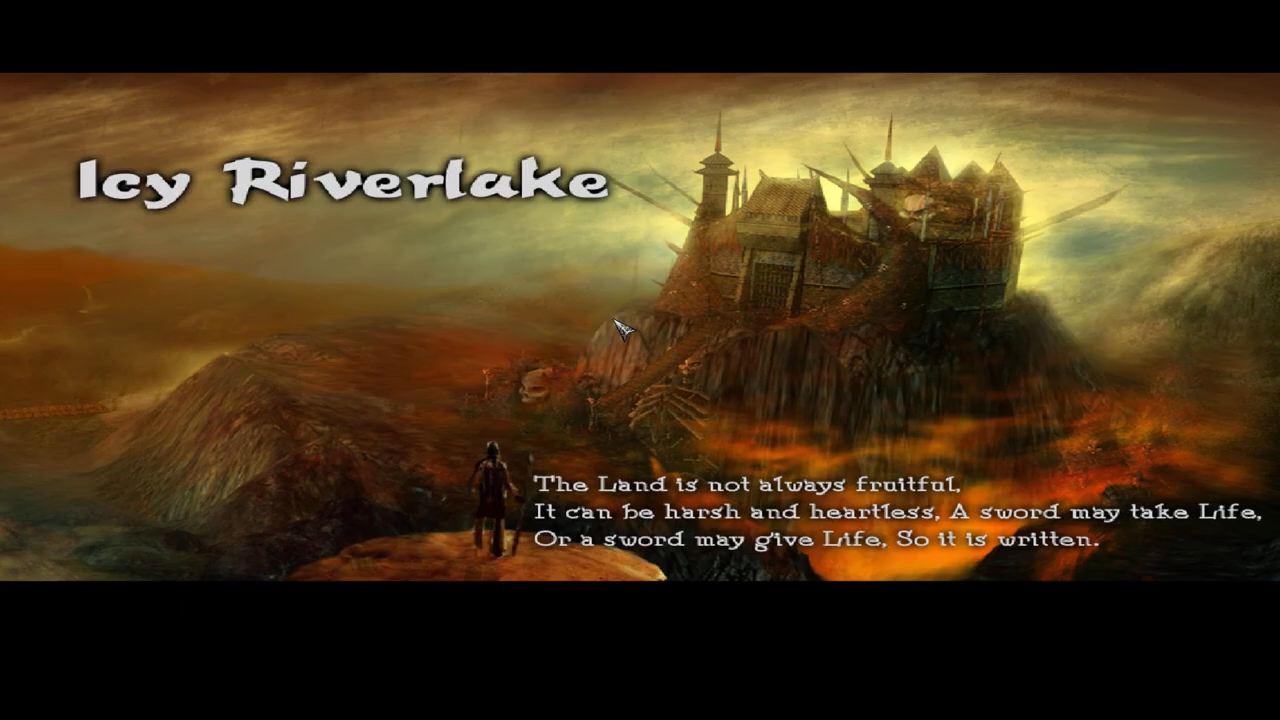 Icy Riverlake
The Land is not always fruitful,
It can be harsh and heartless, A sword may take Life,
Or a sword may give Life, So it is written.